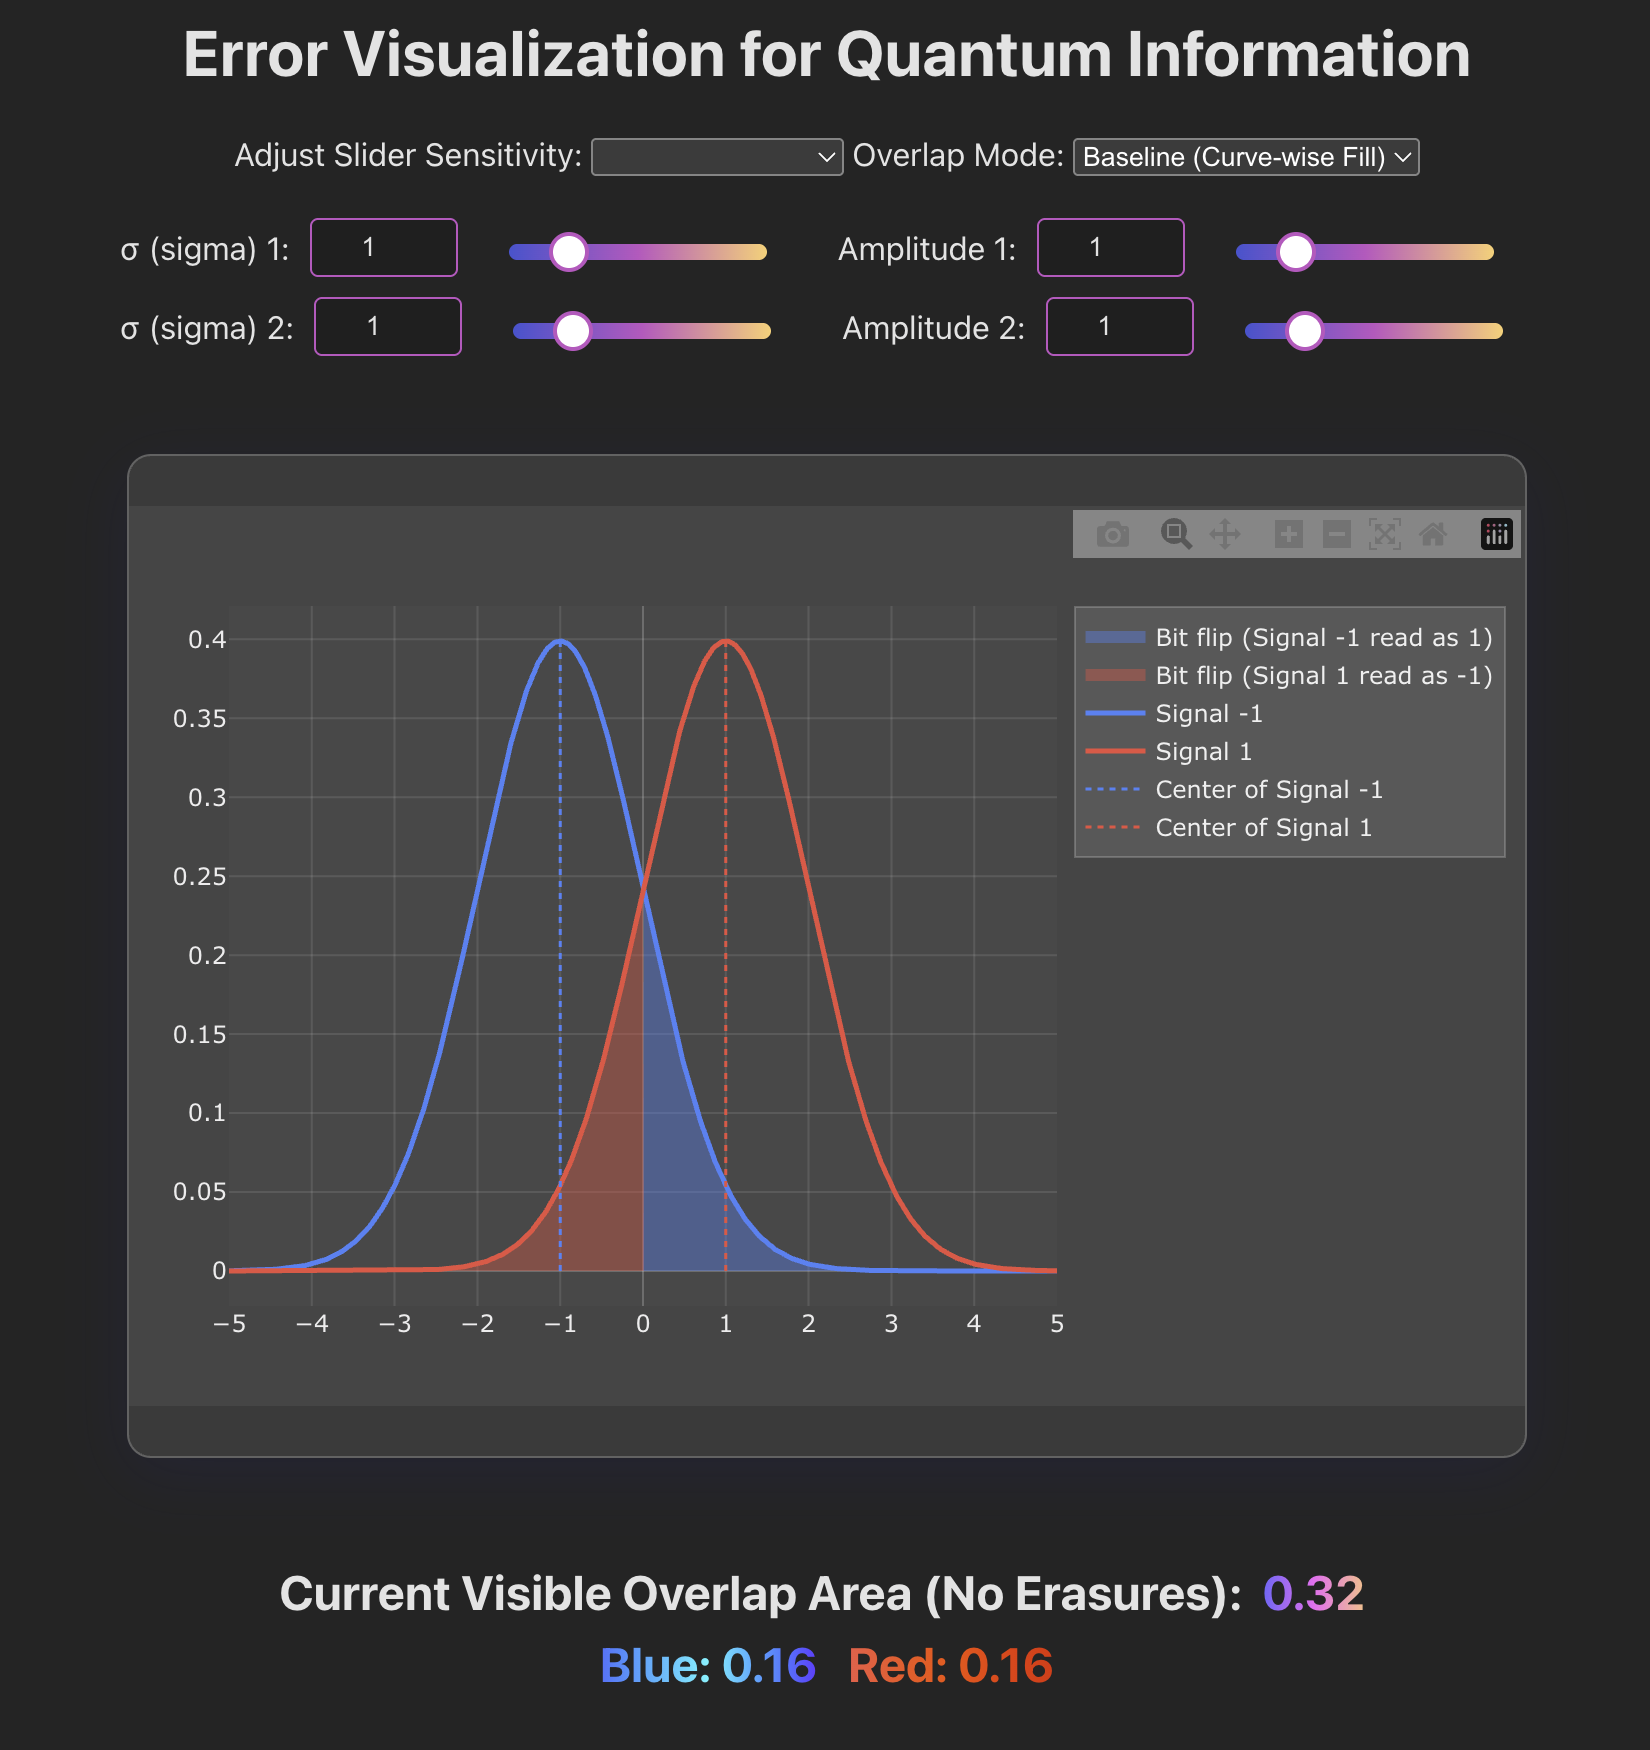 Error Visualization for Quantum Information
Adjust Slider Sensitivity: Overlap Mode: Baseline (Curve-wise Fill)
σ (sigma) 1: 1 Amplitude 1: 1
σ (sigma) 2: 1 Amplitude 2: 1
Bit flip (Signal -1 read as 1)
Bit flip (Signal 1 read as -1)
Signal -1
Signal 1
Center of Signal -1
Center of Signal 1
0.4
0.35
0.3
0.25
0.2
0.15
0.1
0.05
0
−5 −4 −3 −2 −1 0 1 2 3 4 5
Current Visible Overlap Area (No Erasures): 0.32
Blue: 0.16 Red: 0.16